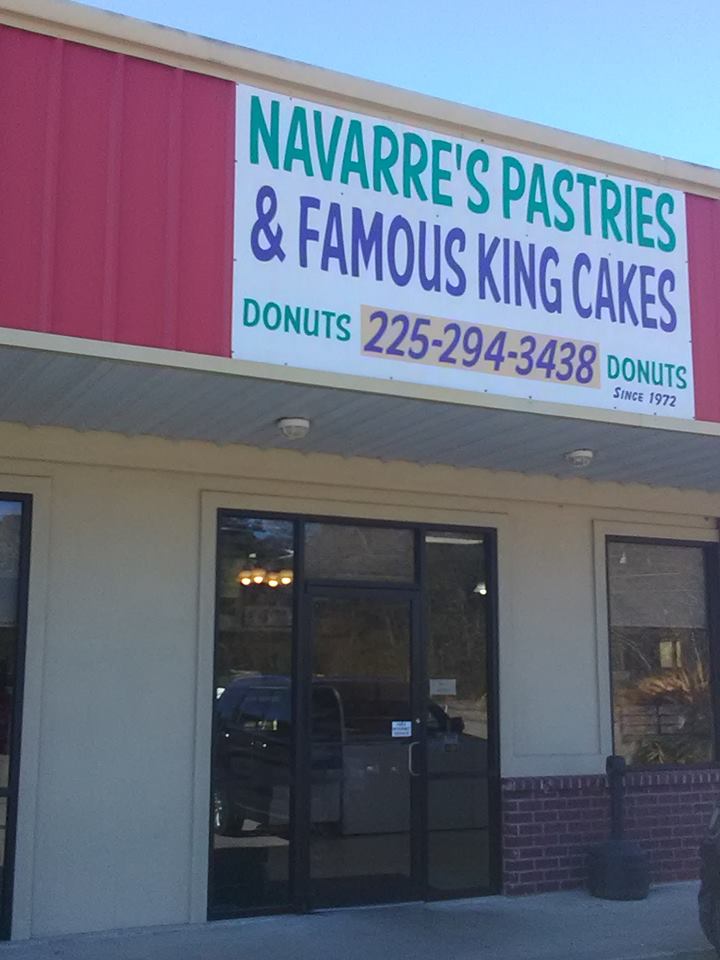 NAVARRE'S PASTRIES
& FAMOUS KING CAKES
DONUTS 225-294-3438 DONUTS
SINCE 1972